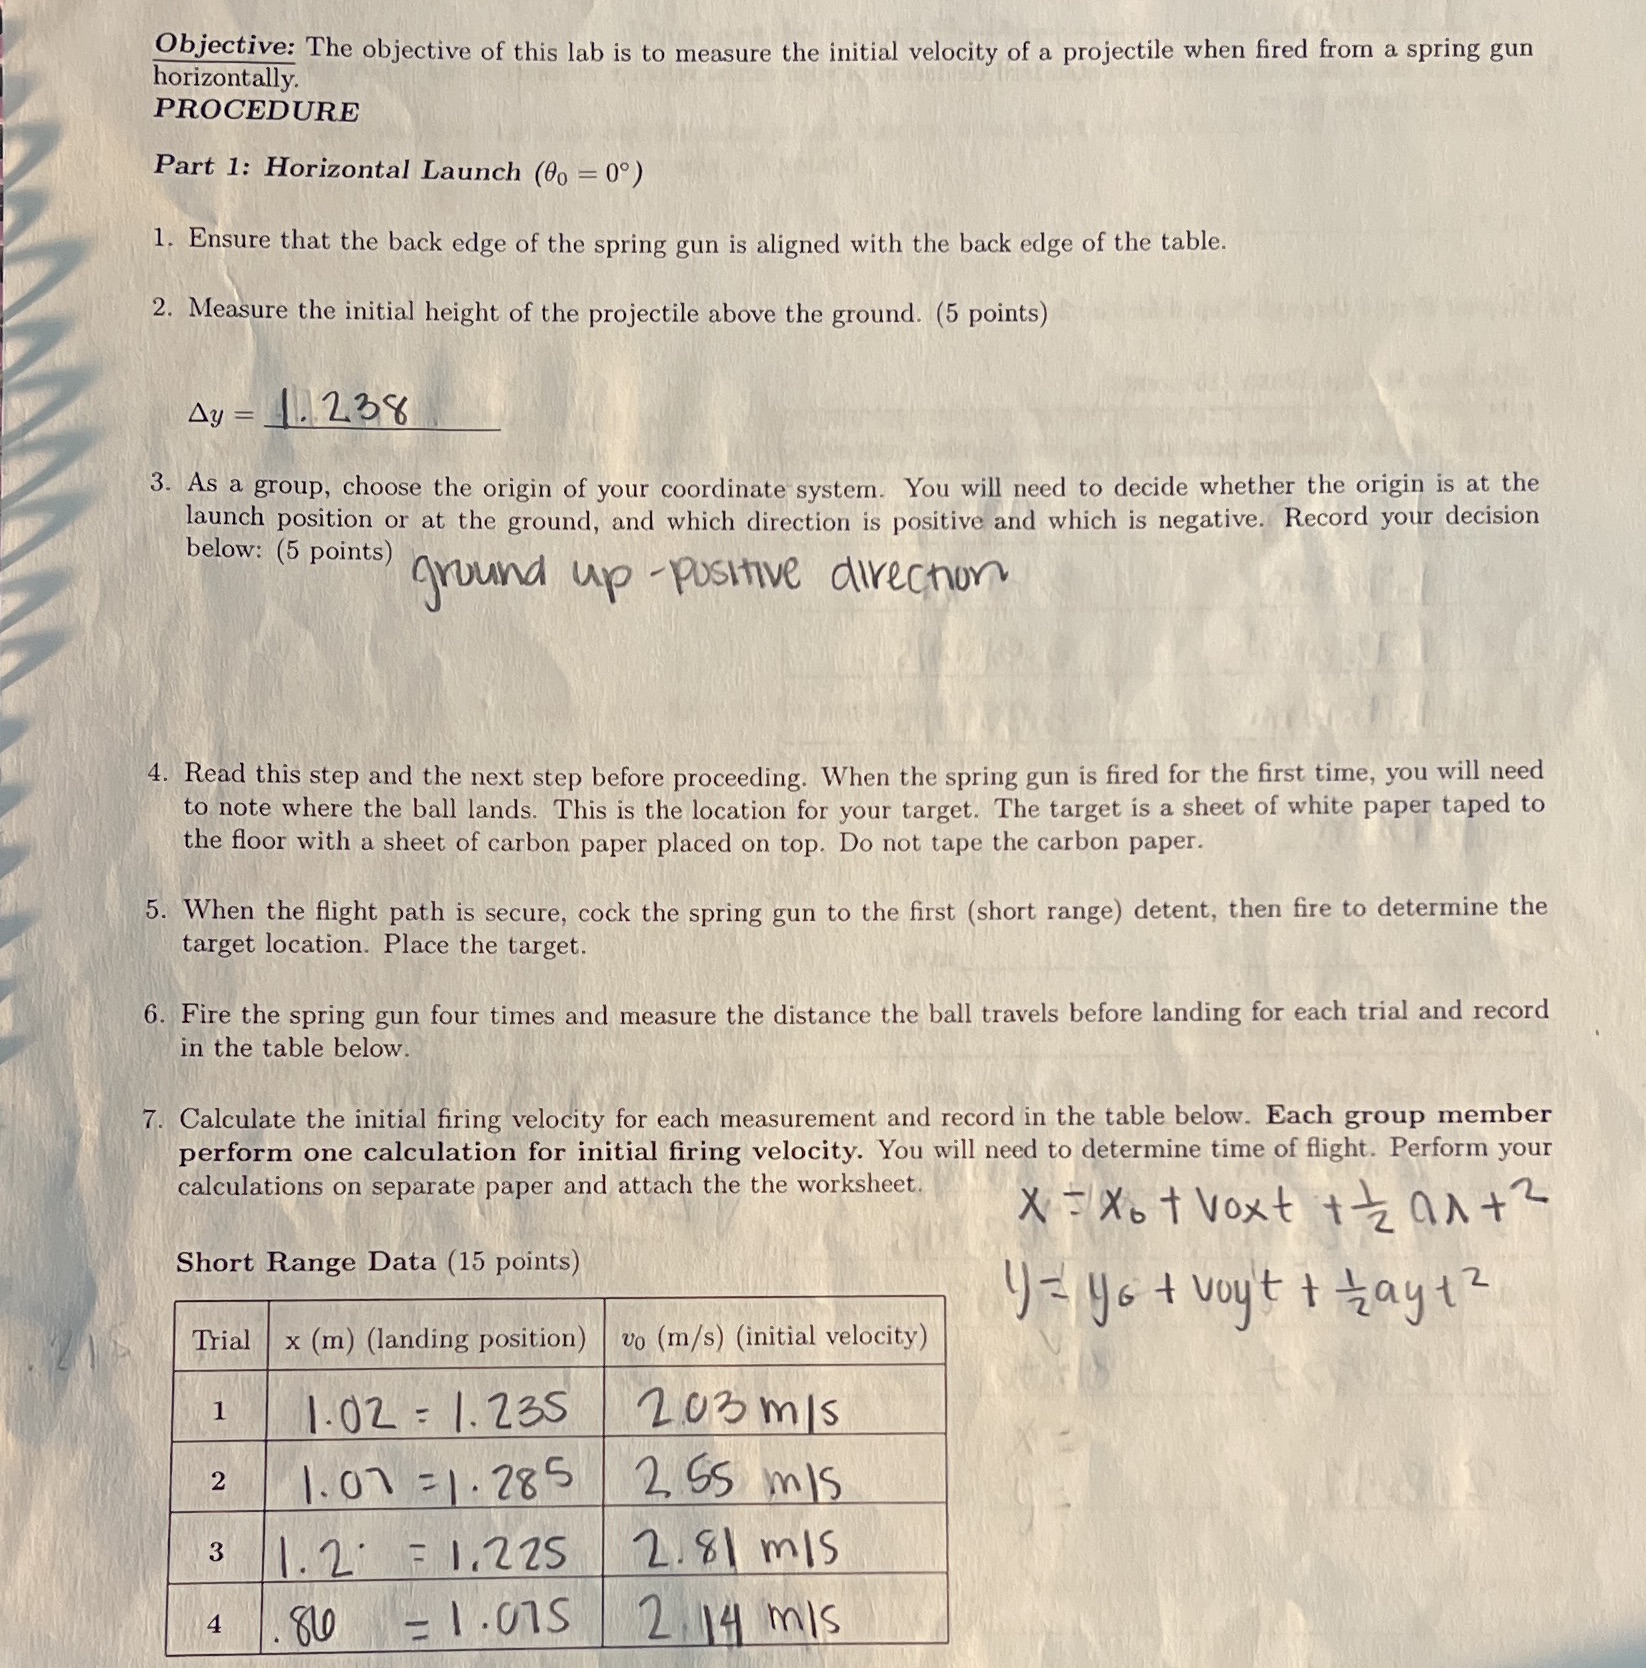 Objective: The objective of this lab is to measure the initial velocity of a projectile when fired from a spring gun
horizontally.
PROCEDURE
Part 1: Horizontal Launch (θ₀ = 0°)
1. Ensure that the back edge of the spring gun is aligned with the back edge of the table.
2. Measure the initial height of the projectile above the ground. (5 points)
Δy = 1.238
3. As a group, choose the origin of your coordinate system. You will need to decide whether the origin is at the
launch position or at the ground, and which direction is positive and which is negative. Record your decision
below: (5 points) ground up - positive direction
4. Read this step and the next step before proceeding. When the spring gun is fired for the first time, you will need
to note where the ball lands. This is the location for your target. The target is a sheet of white paper taped to
the floor with a sheet of carbon paper placed on top. Do not tape the carbon paper.
5. When the flight path is secure, cock the spring gun to the first (short range) detent, then fire to determine the
target location. Place the target.
6. Fire the spring gun four times and measure the distance the ball travels before landing for each trial and record
in the table below.
7. Calculate the initial firing velocity for each measurement and record in the table below. Each group member
perform one calculation for initial firing velocity. You will need to determine time of flight. Perform your
calculations on separate paper and attach the the worksheet.
x = x₀ + v0xt + ½ axt²
Short Range Data (15 points)
y = y₀ + v0yt + ½ayt²
Trial x (m) (landing position) v₀ (m/s) (initial velocity)
1 1.02 = 1.235 2.03 m/s
2 1.07 = 1.285 2.55 m/s
3 1.2 = 1.225 2.81 m/s
4 .86 = 1.075 2.14 m/s